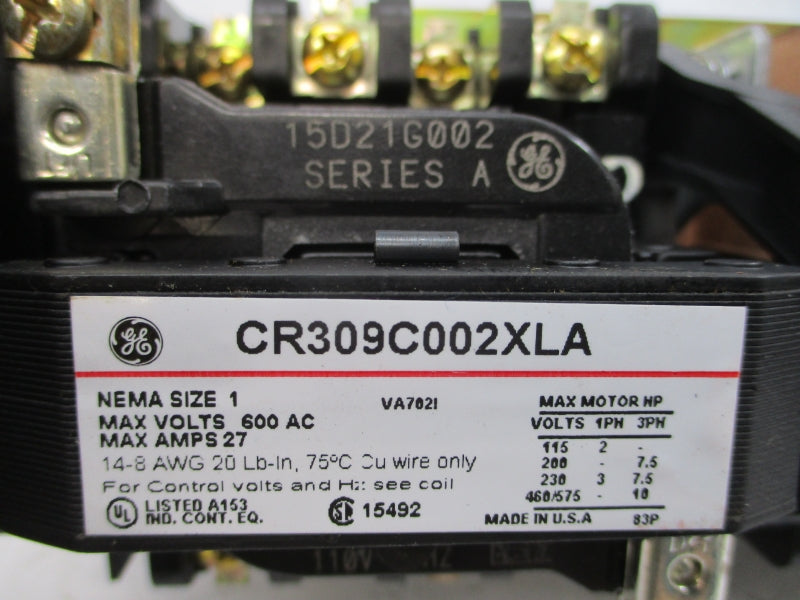 15D21G002
SERIES A GE
GE CR309C002XLA
NEMA SIZE 1 VA702I
MAX VOLTS 600 AC
MAX AMPS 27
14-8 AWG 20 Lb-In, 75°C Cu wire only
For Control volts and Hz: see coil
UL LISTED A153
IND. CONT. EQ.
15492
MAX MOTOR HP
VOLTS 1PH 3PH
115 2 -
200 - 7.5
230 3 7.5
460/575 - 10
MADE IN U.S.A 83P
110V